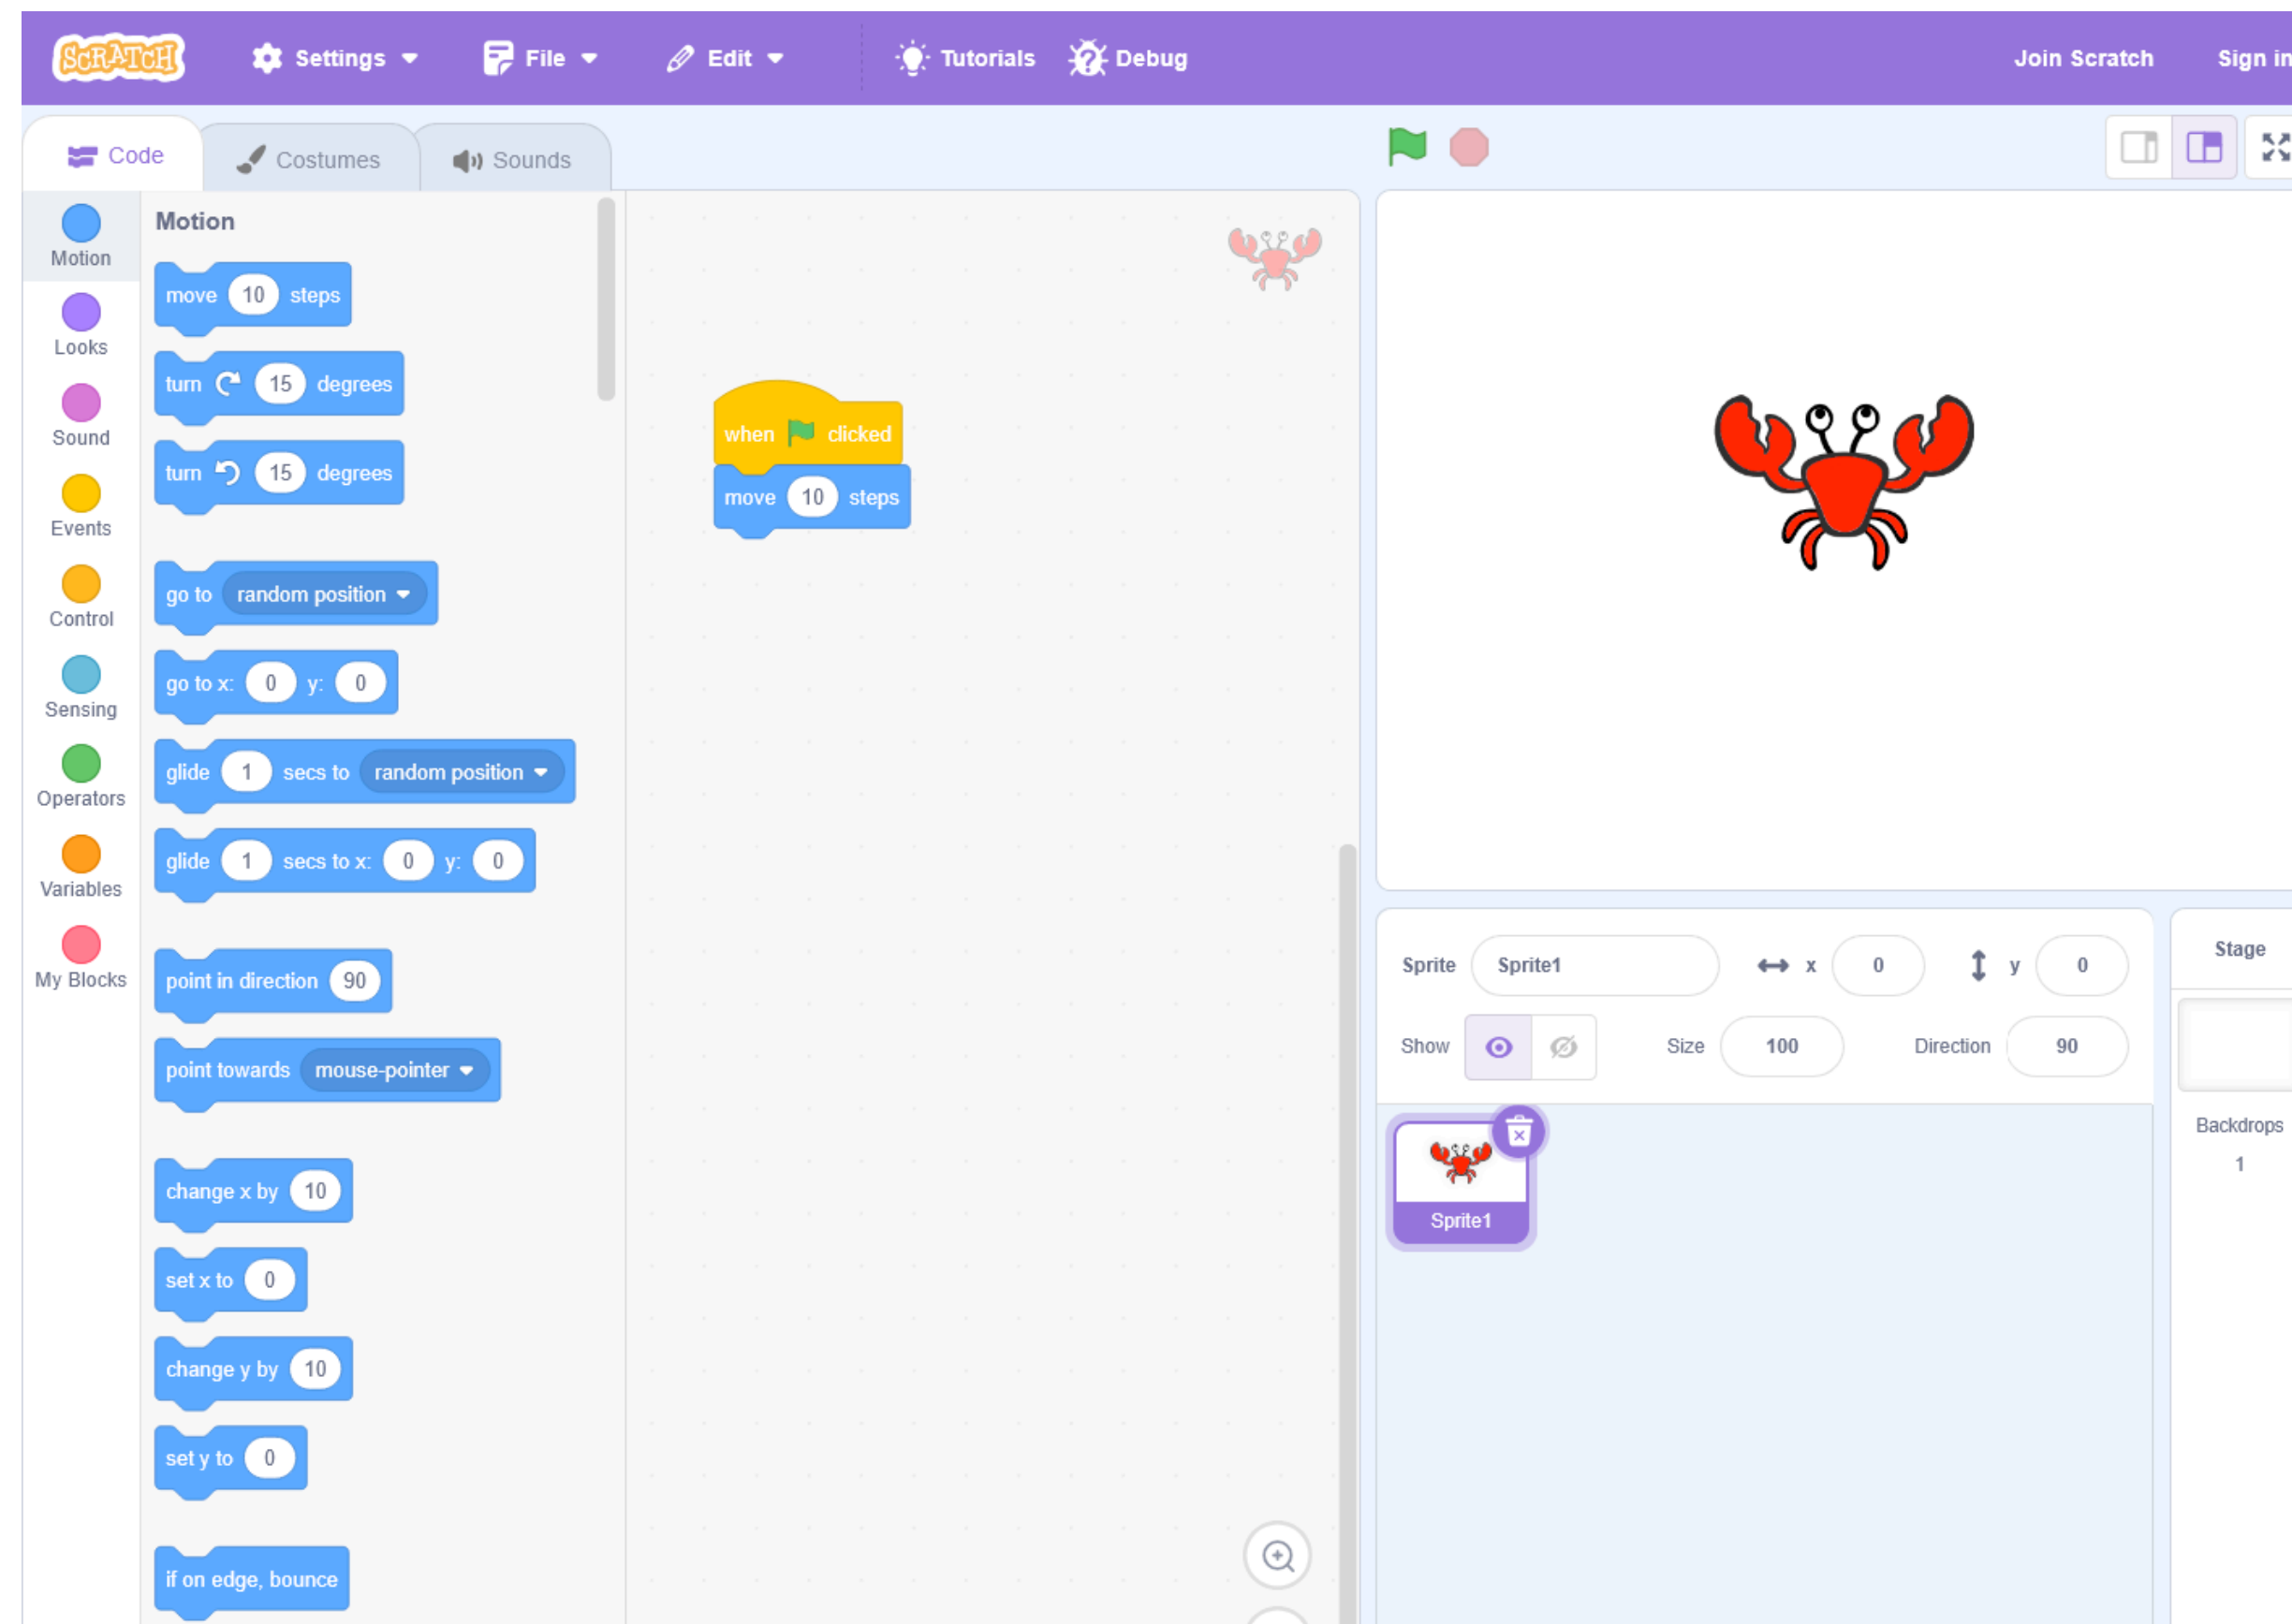 SCRATCH Settings File Edit Tutorials Debug Join Scratch Sign in
Code Costumes Sounds
Motion
Looks
Sound
Events
Control
Sensing
Operators
Variables
My Blocks
Motion
move 10 steps
turn 15 degrees
turn 15 degrees
go to random position
go to x: 0 y: 0
glide 1 secs to random position
glide 1 secs to x: 0 y: 0
point in direction 90
point towards mouse-pointer
change x by 10
set x to 0
change y by 10
set y to 0
if on edge, bounce
when clicked
move 10 steps
Sprite Sprite1 x 0 y 0
Show Size 100 Direction 90
Sprite1
Stage
Backdrops
1